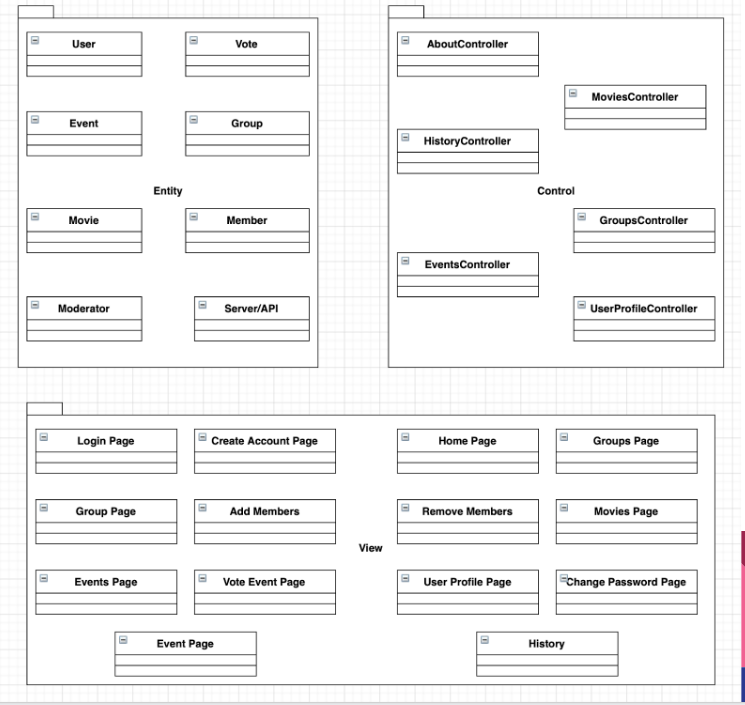 User
Vote
Event
Group
Entity
Movie
Member
Moderator
Server/API
AboutController
MoviesController
HistoryController
Control
GroupsController
EventsController
UserProfileController
Login Page
Create Account Page
Home Page
Groups Page
Group Page
Add Members
Remove Members
Movies Page
View
Events Page
Vote Event Page
User Profile Page
Change Password Page
Event Page
History